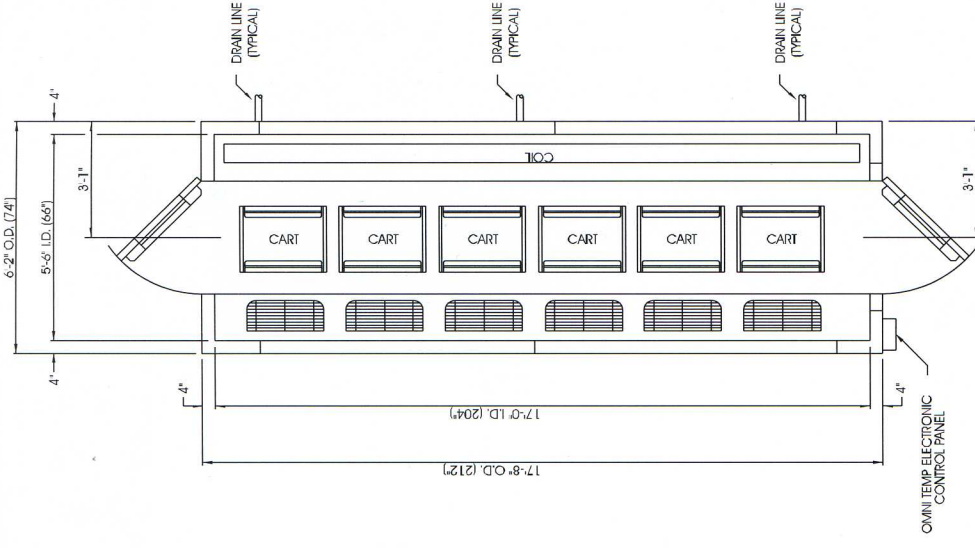 DRAIN LINE
(TYPICAL)
DRAIN LINE
(TYPICAL)
DRAIN LINE
(TYPICAL)
4"
3'-1"
6'-2" O.D. (74")
5'-6" I.D. (66")
4"
COIL
CART
CART
CART
CART
CART
CART
3'-1"
4"
17'-0" I.D. (204")
4"
17'-8" O.D. (212")
OMNI TEMP ELECTRONIC
CONTROL PANEL